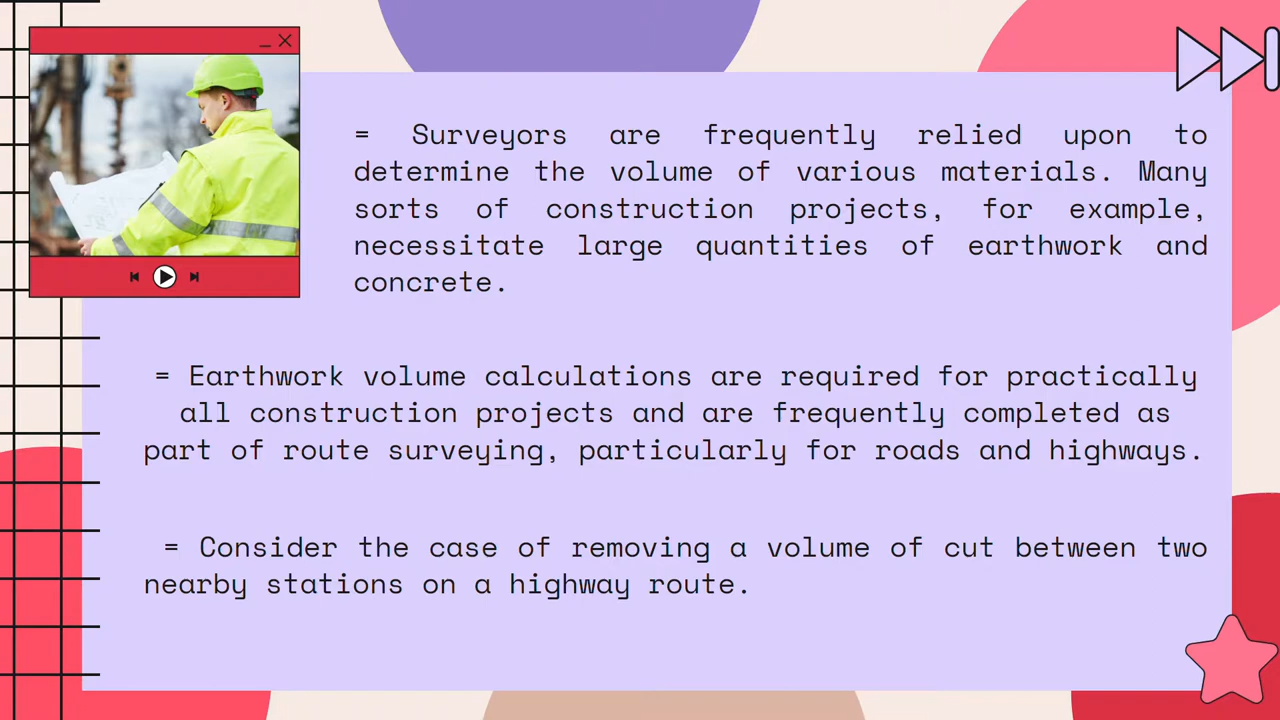 = Surveyors are frequently relied upon to
determine the volume of various materials. Many
sorts of construction projects, for example,
necessitate large quantities of earthwork and
concrete.
= Earthwork volume calculations are required for practically
all construction projects and are frequently completed as
part of route surveying, particularly for roads and highways.
= Consider the case of removing a volume of cut between two
nearby stations on a highway route.